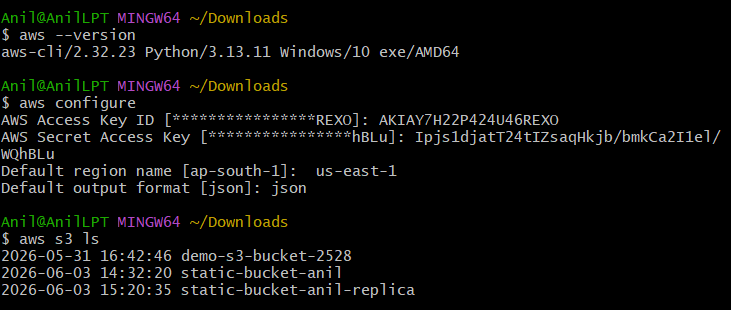 Anil@AnilLPT MINGW64 ~/Downloads
$ aws --version
aws-cli/2.32.23 Python/3.13.11 Windows/10 exe/AMD64
Anil@AnilLPT MINGW64 ~/Downloads
$ aws configure
AWS Access Key ID [****************REXO]: AKIAY7H22P424U46REXO
AWS Secret Access Key [****************hBLu]: Ipjs1djatT24tIZsaqHkjb/bmkCa2I1el/
WQhBLu
Default region name [ap-south-1]:  us-east-1
Default output format [json]: json
Anil@AnilLPT MINGW64 ~/Downloads
$ aws s3 ls
2026-05-31 16:42:46 demo-s3-bucket-2528
2026-06-03 14:32:20 static-bucket-anil
2026-06-03 15:20:35 static-bucket-anil-replica